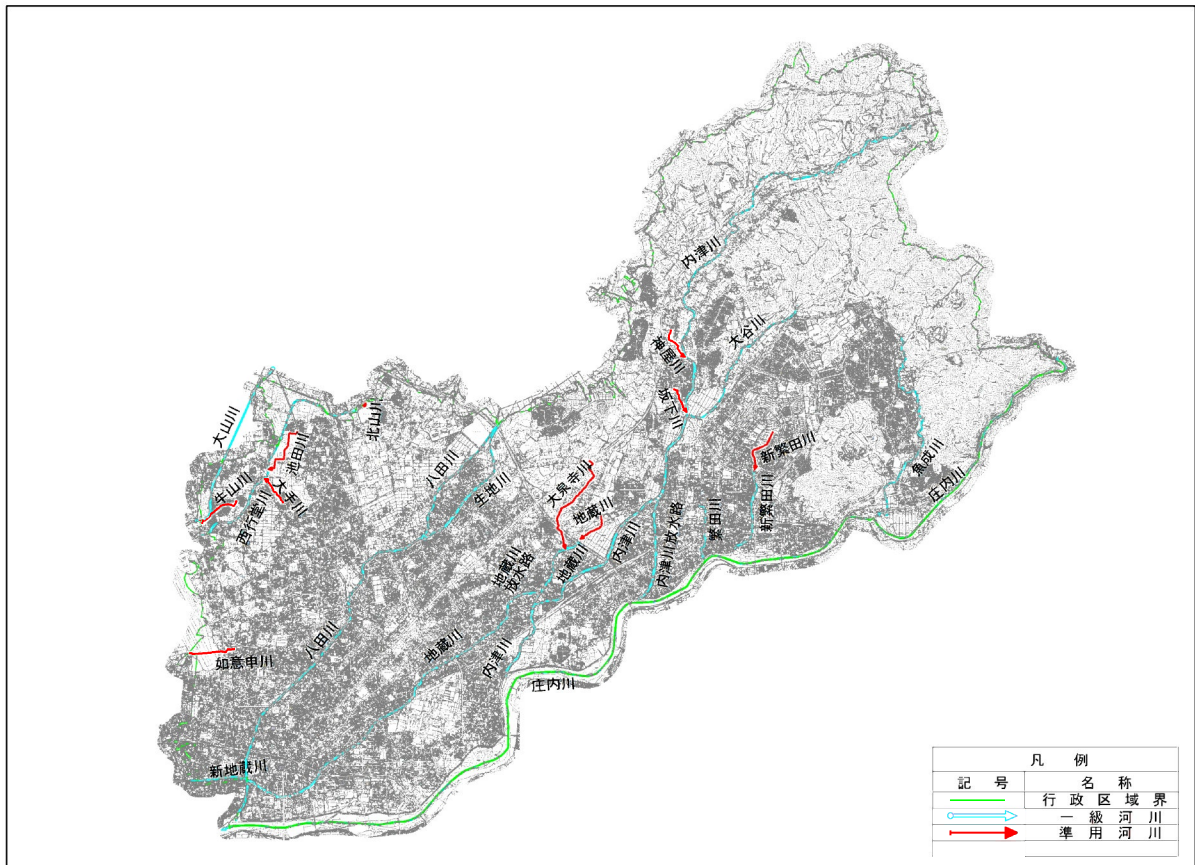 内津川
大谷川
神屋川
坂下川
北山川
大山川
池田川
大手川
生山川
西行堂川
八田川
生地川
大泉寺川
地蔵川
新繁田川
新繁田川
繁田川
魚成川
庄内川
内津川
内津川放水路
地蔵川
地蔵川
放水路
地蔵川
内津川
八田川
如意申川
庄内川
新地蔵川
凡 例
記 号 名 称
行 政 区 域 界
一 級 河 川
準 用 河 川